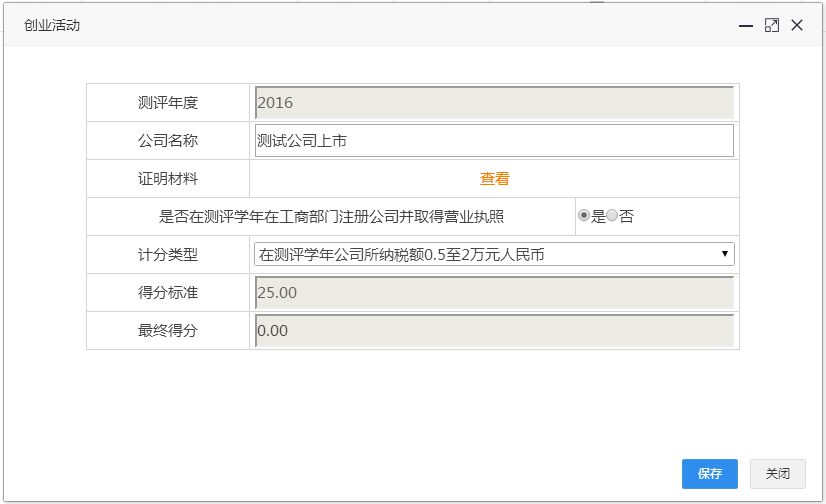 创业活动
测评年度 2016
公司名称 测试公司上市
证明材料 查看
是否在测评学年在工商部门注册公司并取得营业执照 是 否
计分类型 在测评学年公司所纳税额0.5至2万元人民币
得分标准 25.00
最终得分 0.00
保存 关闭